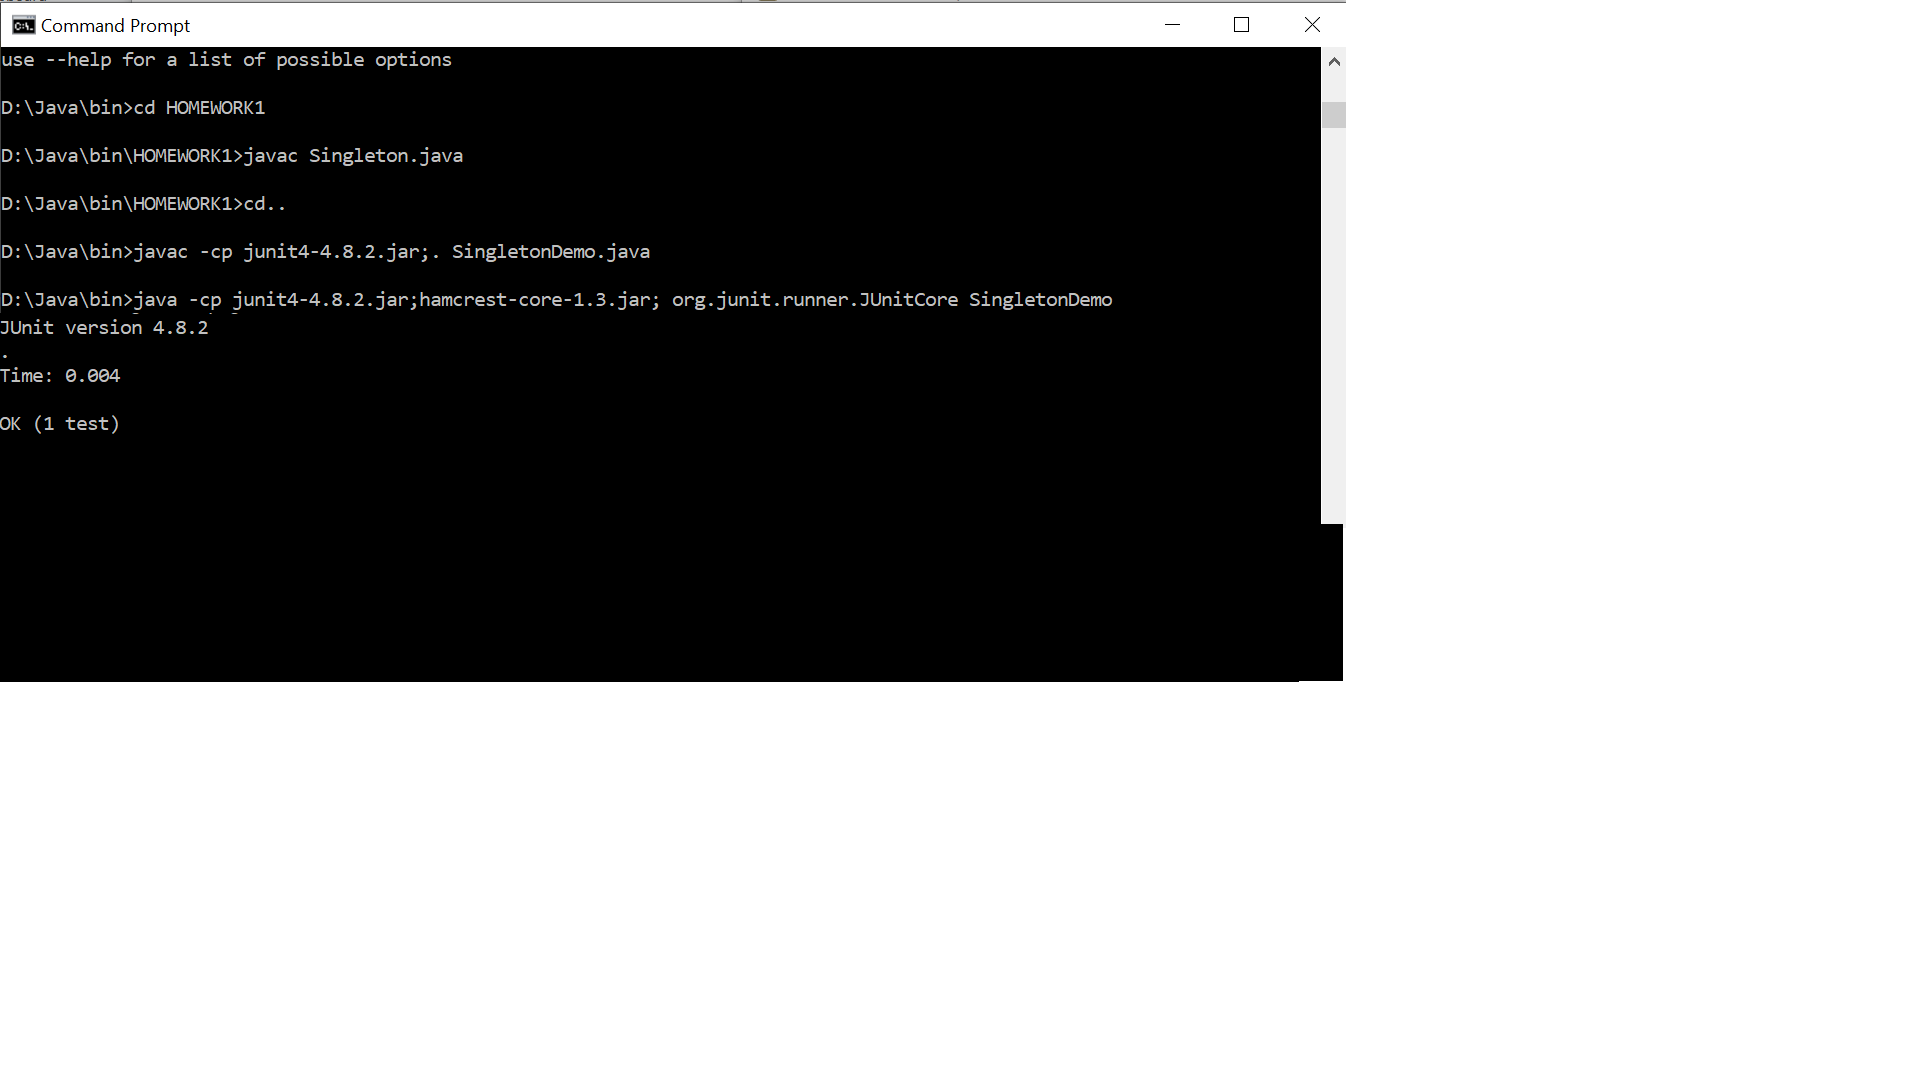 Command Prompt
use --help for a list of possible options
D:\Java\bin>cd HOMEWORK1
D:\Java\bin\HOMEWORK1>javac Singleton.java
D:\Java\bin\HOMEWORK1>cd..
D:\Java\bin>javac -cp junit4-4.8.2.jar;. SingletonDemo.java
D:\Java\bin>java -cp junit4-4.8.2.jar;hamcrest-core-1.3.jar; org.junit.runner.JUnitCore SingletonDemo
JUnit version 4.8.2
.
Time: 0.004
OK (1 test)